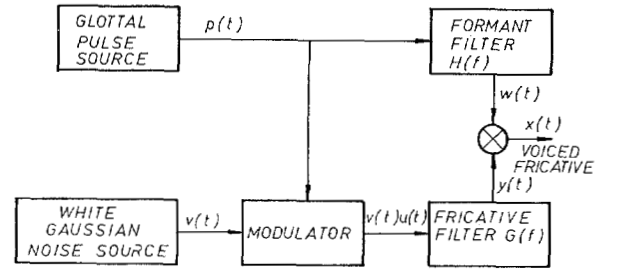 GLOTTAL
PULSE
SOURCE
p(t)
FORMANT
FILTER
H(f)
w(t)
x(t)
VOICED
FRICATIVE
y(t)
WHITE
GAUSSIAN
NOISE SOURCE
v(t)
MODULATOR
v(t)u(t)
FRICATIVE
FILTER G(f)